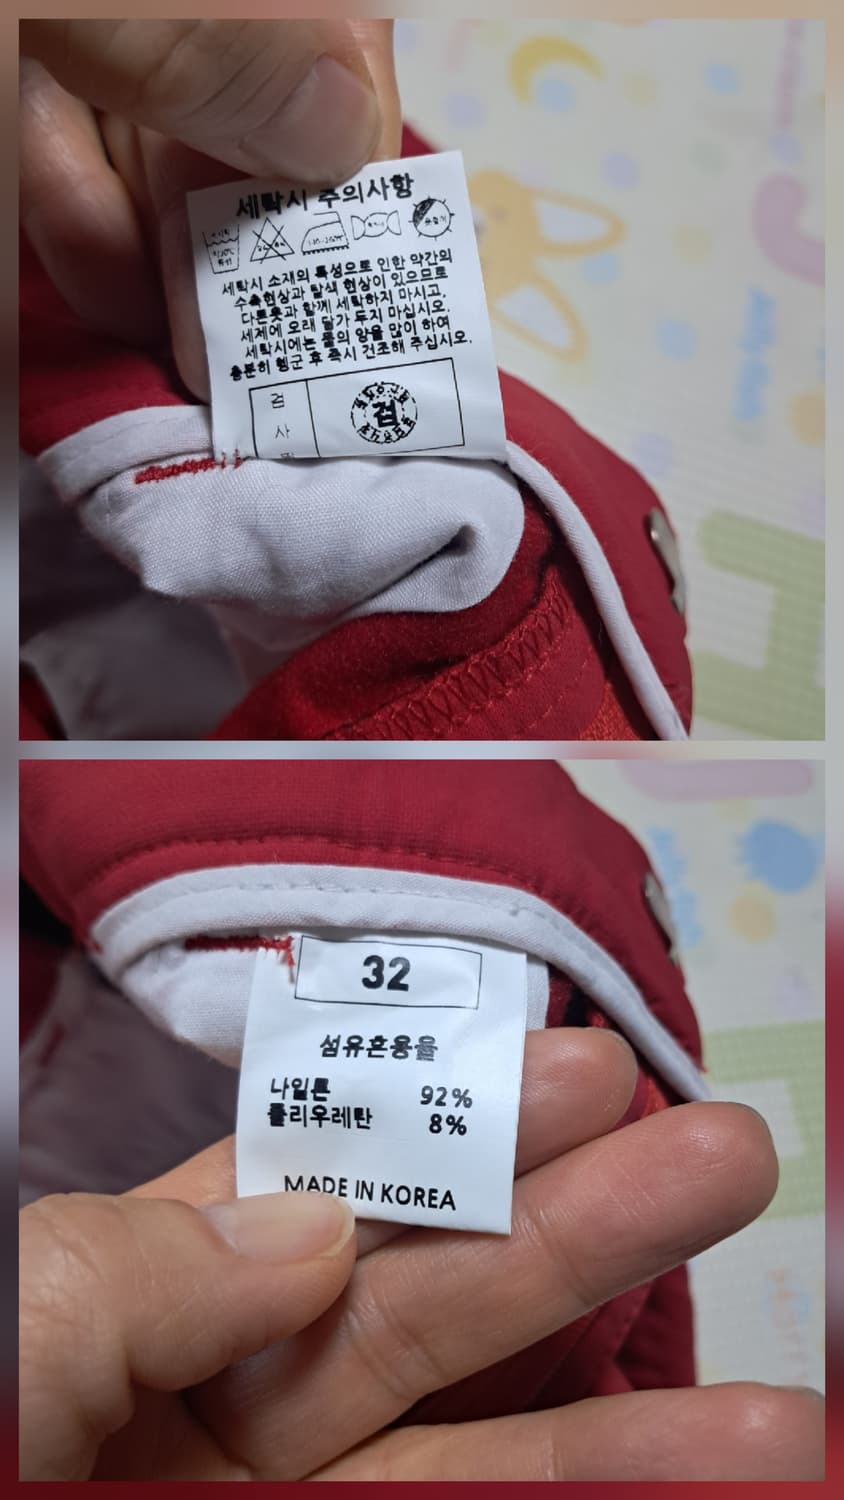 세탁시 주의사항
세탁시 소재의 특성으로 인한 약간의
수축현상과 탈색 현상이 있으므로
다른옷과 함께 세탁하지 마시고,
세제에 오래 담가 두지 마십시오.
세탁시에는 물의 양을 많이 하여
충분히 헹군 후 즉시 건조해 주십시오.
검
사
검
32
섬유혼용율
나일론 92%
폴리우레탄 8%
MADE IN KOREA